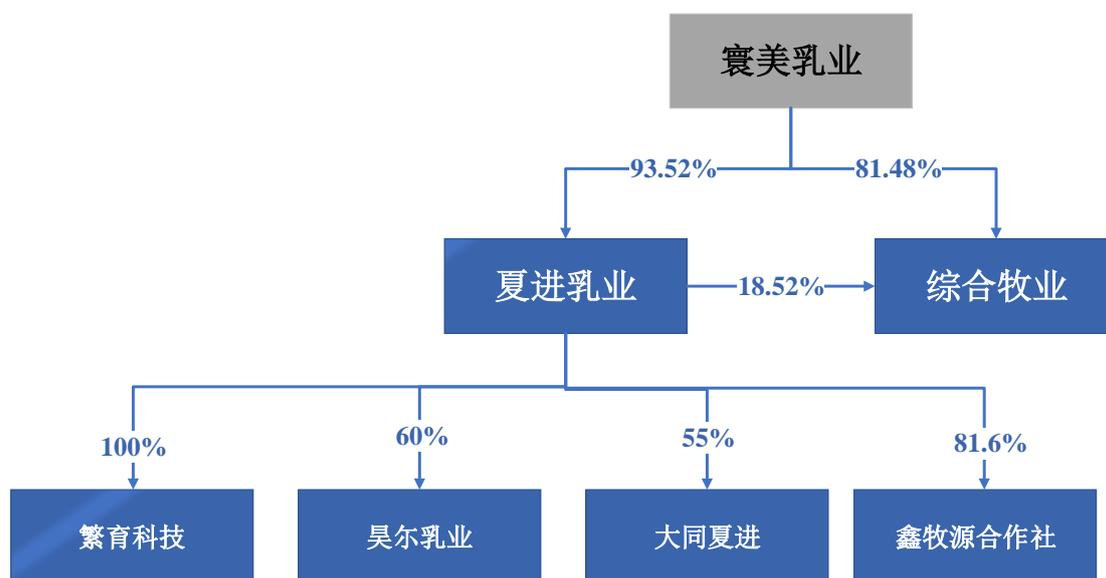 寰美乳业
93.52%
81.48%
夏进乳业
18.52%
综合牧业
100%
60%
55%
81.6%
繁育科技
昊尔乳业
大同夏进
鑫牧源合作社